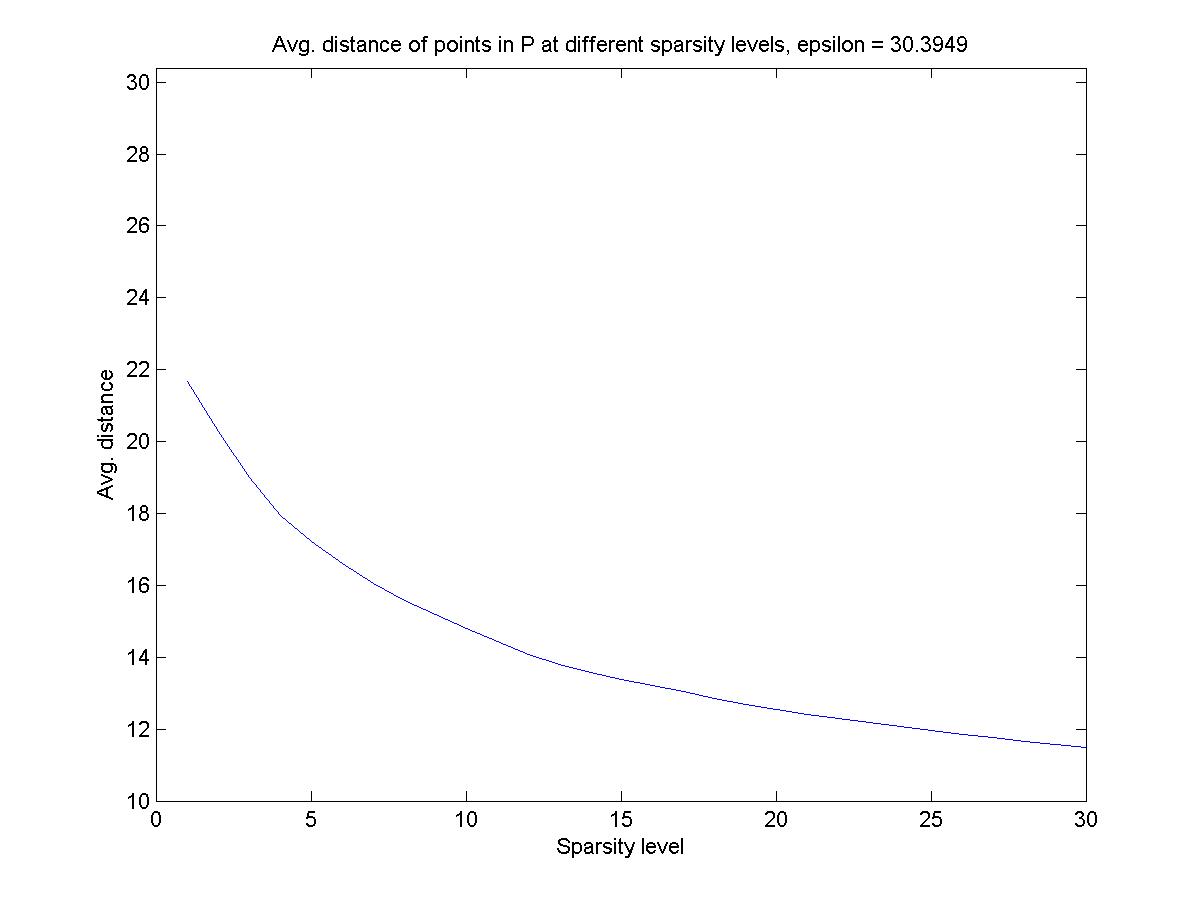 Avg. distance of points in P at different sparsity levels, epsilon = 30.3949
30
28
26
24
22
20
18
16
14
12
10
Avg. distance
0 5 10 15 20 25 30
Sparsity level